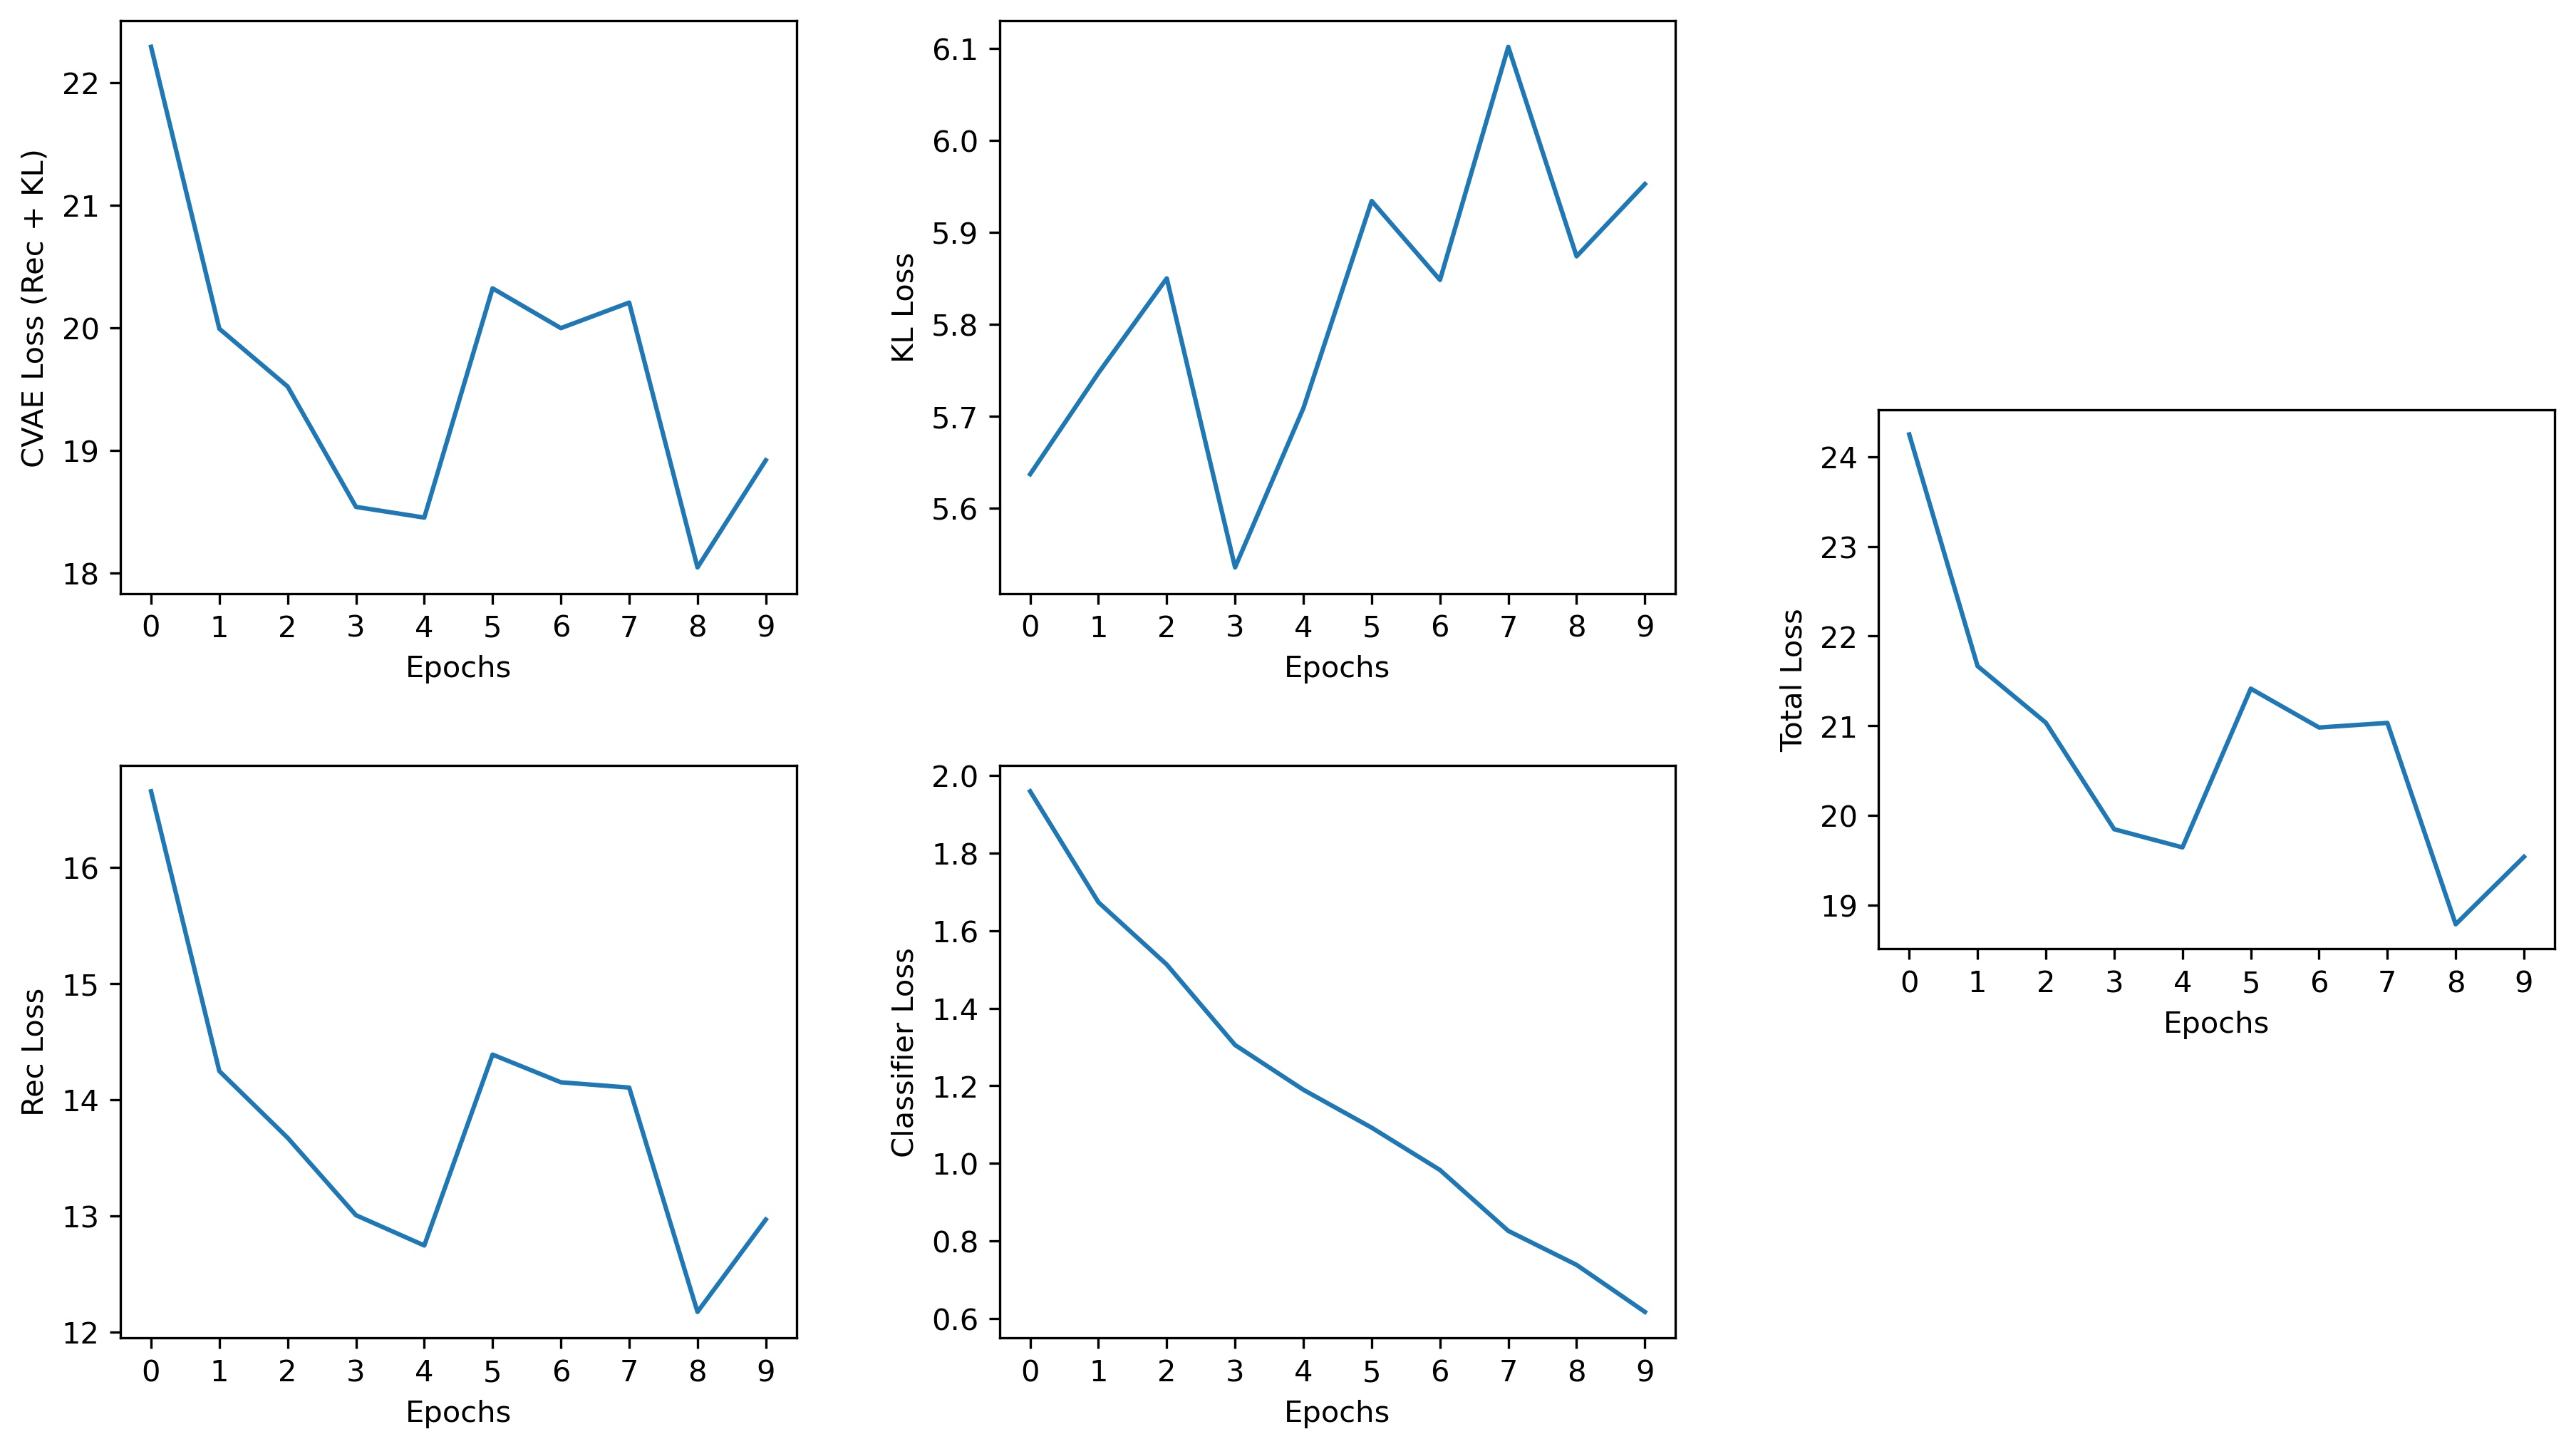 CVAE Loss (Rec + KL)
22
21
20
19
18
0 1 2 3 4 5 6 7 8 9
Epochs
KL Loss
6.1
6.0
5.9
5.8
5.7
5.6
0 1 2 3 4 5 6 7 8 9
Epochs
Rec Loss
16
15
14
13
12
0 1 2 3 4 5 6 7 8 9
Epochs
Classifier Loss
2.0
1.8
1.6
1.4
1.2
1.0
0.8
0.6
0 1 2 3 4 5 6 7 8 9
Epochs
Total Loss
24
23
22
21
20
19
0 1 2 3 4 5 6 7 8 9
Epochs